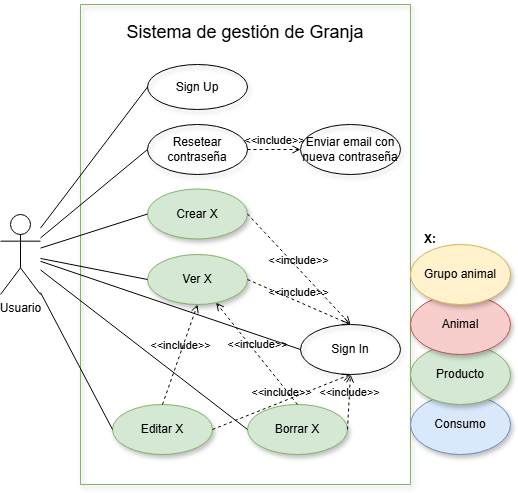 Sistema de gestión de Granja
Sign Up
Resetear
contraseña
<<include>>
Enviar email con
nueva contraseña
Crear X
Usuario
<<include>>
Ver X
<<include>>
X:
Grupo animal
Animal
Producto
Consumo
<<include>>
<<include>>
Sign In
<<include>>
<<include>>
Editar X
Borrar X